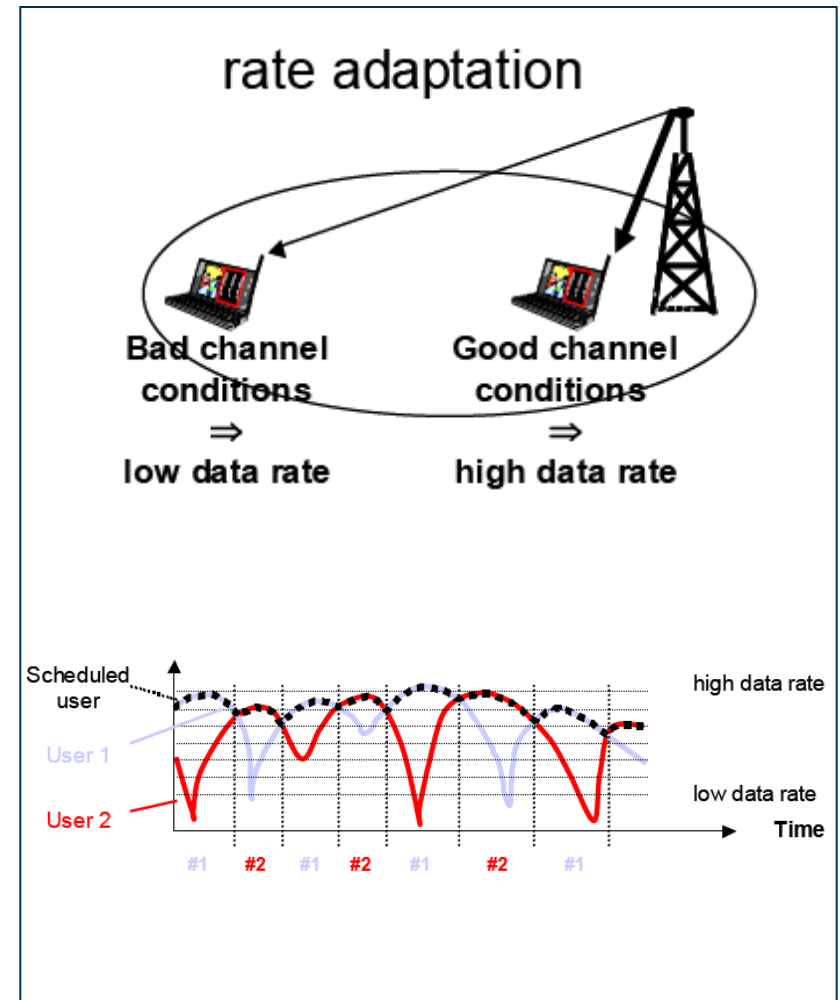 rate adaptation
Bad channel
conditions
⇒
low data rate
Good channel
conditions
⇒
high data rate
Scheduled
user
User 1
User 2
high data rate
low data rate
Time
#1 #2 #1 #2 #1 #2 #1